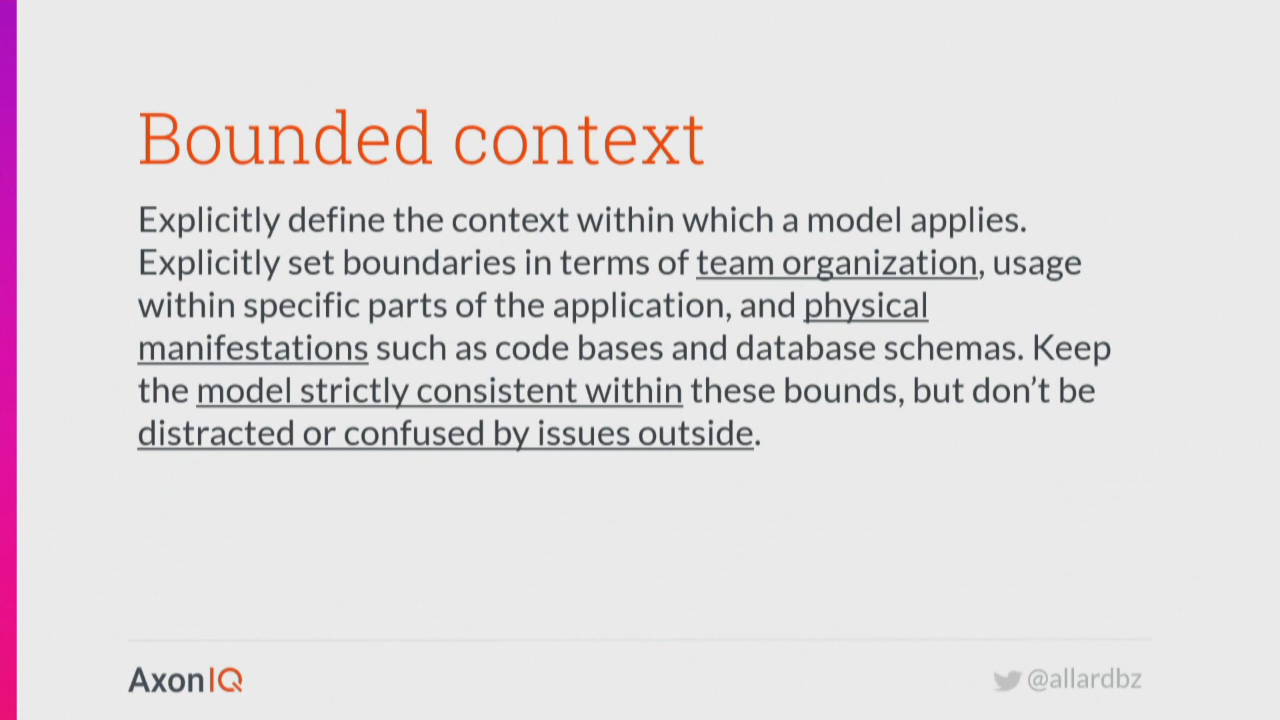 Bounded context
Explicitly define the context within which a model applies.
Explicitly set boundaries in terms of team organization, usage
within specific parts of the application, and physical
manifestations such as code bases and database schemas. Keep
the model strictly consistent within these bounds, but don’t be
distracted or confused by issues outside.
AxonIQ
@allardbz